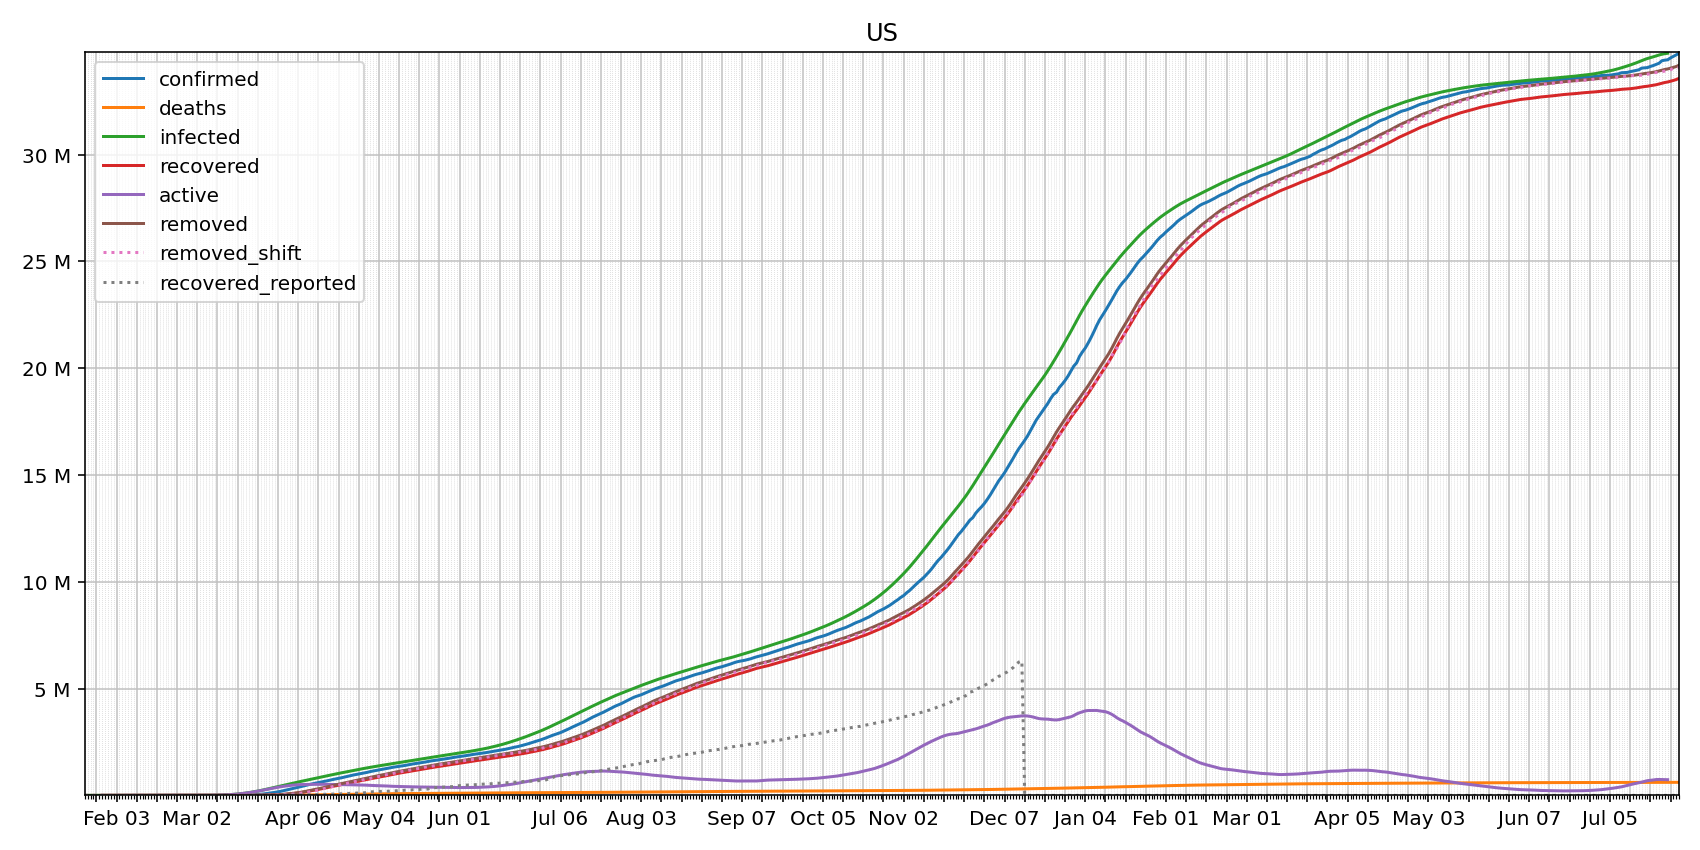 US
confirmed
deaths
infected
recovered
active
removed
removed_shift
recovered_reported
30 M
25 M
20 M
15 M
10 M
5 M
Feb 03 Mar 02 Apr 06 May 04 Jun 01 Jul 06 Aug 03 Sep 07 Oct 05 Nov 02 Dec 07 Jan 04 Feb 01 Mar 01 Apr 05 May 03 Jun 07 Jul 05